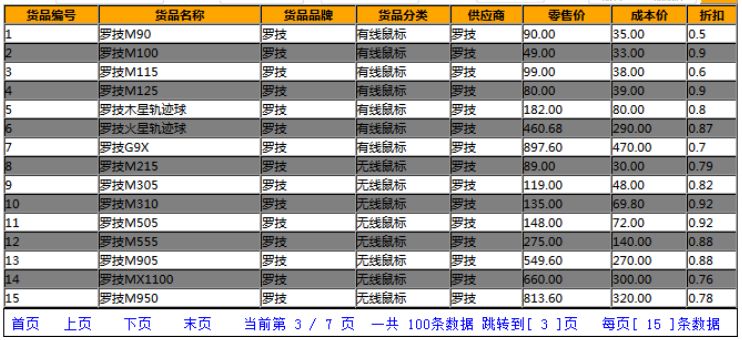 货品编号 货品名称 货品品牌 货品分类 供应商 零售价 成本价 折扣
1 罗技M90 罗技 有线鼠标 罗技 90.00 35.00 0.5
2 罗技M100 罗技 有线鼠标 罗技 49.00 33.00 0.9
3 罗技M115 罗技 有线鼠标 罗技 99.00 38.00 0.6
4 罗技M125 罗技 有线鼠标 罗技 80.00 39.00 0.9
5 罗技木星轨迹球 罗技 有线鼠标 罗技 182.00 80.00 0.8
6 罗技火星轨迹球 罗技 有线鼠标 罗技 460.68 290.00 0.87
7 罗技G9X 罗技 有线鼠标 罗技 897.60 470.00 0.7
8 罗技M215 罗技 无线鼠标 罗技 89.00 30.00 0.79
9 罗技M305 罗技 无线鼠标 罗技 119.00 48.00 0.82
10 罗技M310 罗技 无线鼠标 罗技 135.00 69.80 0.92
11 罗技M505 罗技 无线鼠标 罗技 148.00 72.00 0.92
12 罗技M555 罗技 无线鼠标 罗技 275.00 140.00 0.88
13 罗技M905 罗技 无线鼠标 罗技 549.60 270.00 0.88
14 罗技MX1100 罗技 无线鼠标 罗技 660.00 300.00 0.76
15 罗技M950 罗技 无线鼠标 罗技 813.60 320.00 0.78
首页 上页 下页 末页 当前第 3 / 7 页 一共 100条数据 跳转到[ 3 ]页 每页[ 15 ]条数据